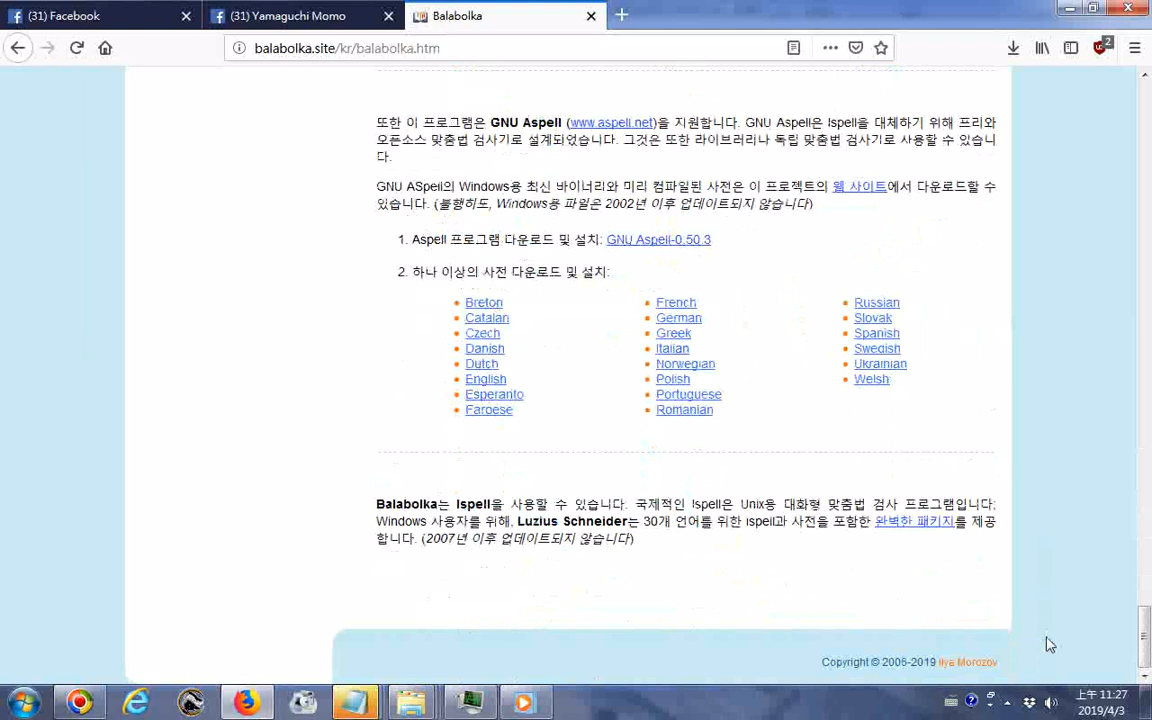 (31) Facebook
(31) Yamaguchi Momo
Balabolka
balabolka.site/kr/balabolka.htm
2
또한 이 프로그램은 GNU Aspell (www.aspell.net)을 지원합니다. GNU Aspell은 Ispell을 대체하기 위해 프리와
오픈소스 맞춤법 검사기로 설계되었습니다. 그것은 또한 라이브러리나 독립 맞춤법 검사기로 사용할 수 있습니
다.
GNU ASpell의 Windows용 최신 바이너리와 미리 컴파일된 사전은 이 프로젝트의 웹 사이트에서 다운로드할 수
있습니다. (불행히도, Windows용 파일은 2002년 이후 업데이트되지 않습니다)
1. Aspell 프로그램 다운로드 및 설치: GNU Aspell-0.50.3
2. 하나 이상의 사전 다운로드 및 설치:
Breton
Catalan
Czech
Danish
Dutch
English
Esperanto
Faroese
French
German
Greek
Italian
Norwegian
Polish
Portuguese
Romanian
Russian
Slovak
Spanish
Swedish
Ukrainian
Welsh
Balabolka는 Ispell을 사용할 수 있습니다. 국제적인 Ispell은 Unix용 대화형 맞춤법 검사 프로그램입니다;
Windows 사용자를 위해, Luzius Schneider는 30개 언어를 위한 ispell과 사전을 포함한 완벽한 패키지를 제공
합니다. (2007년 이후 업데이트되지 않습니다)
Copyright © 2006-2019 Ilya Morozov
上午 11:27
2019/4/3